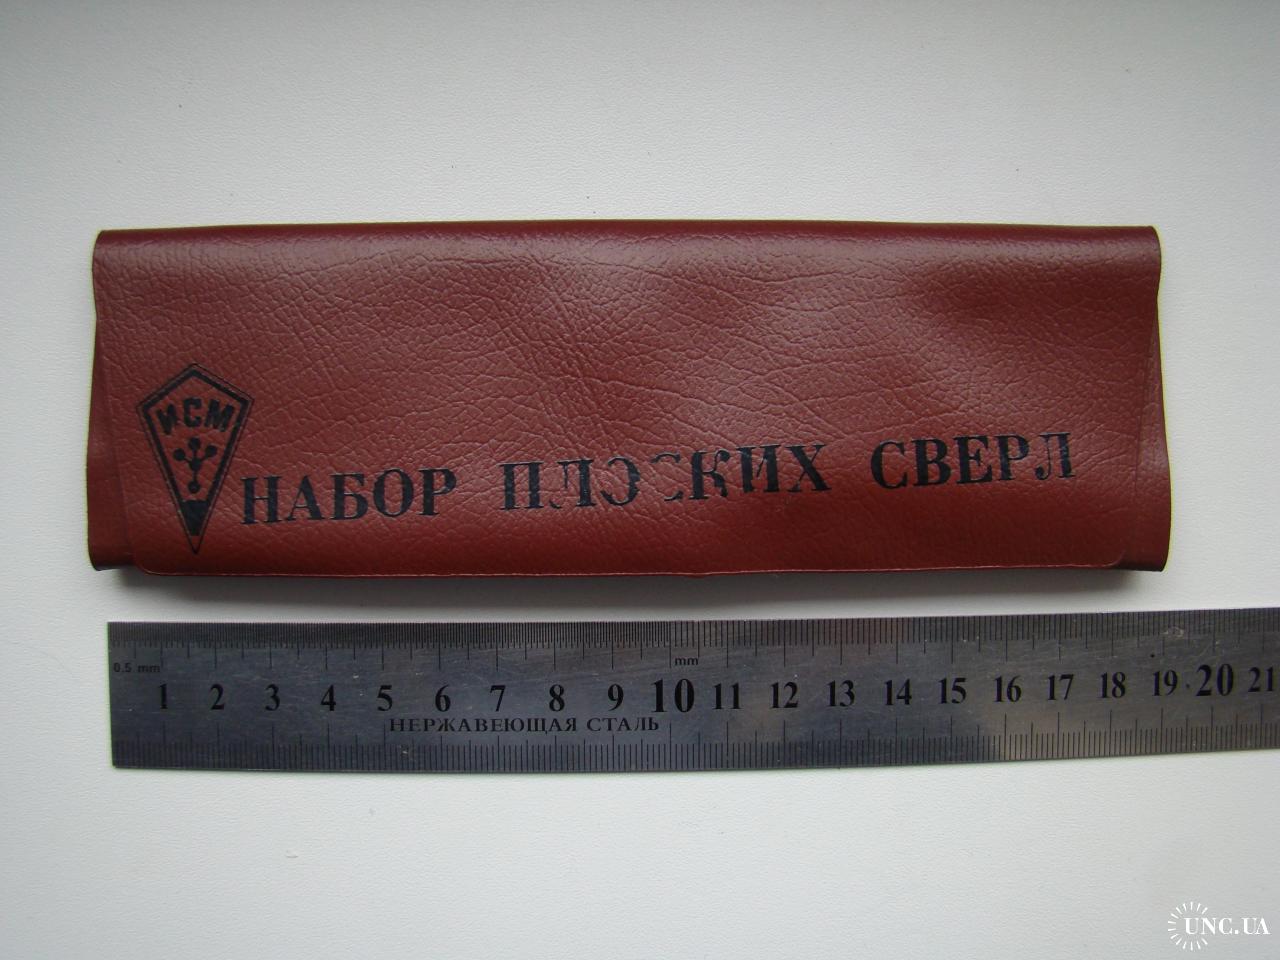 ИСМ
НАБОР ПЛОСКИХ СВЕРЛ
0.5 mm
mm
1 2 3 4 5 6 7 8 9 10 11 12 13 14 15 16 17 18 19 20 21
НЕРЖАВЕЮЩАЯ СТАЛЬ
UNC.UA